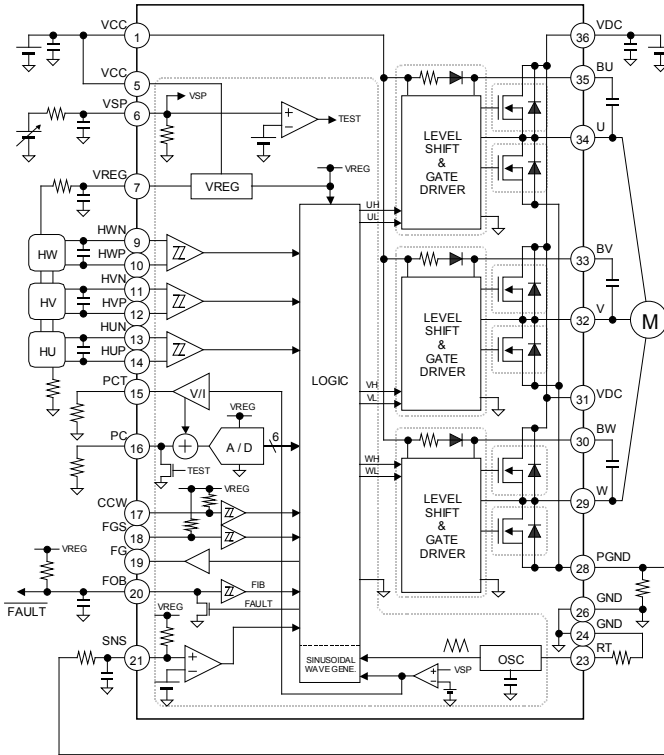 VCC
1
VCC
5
VSP
6
VSP
TEST
VREG
7
VREG
VREG
HWN
9
HWP
10
HW
HVN
11
HVP
12
HV
HUN
13
HUP
14
HU
PCT
15
V/I
PC
16
+
VREG
A / D
6
TEST
CCW
17
VREG
FGS
18
FG
19
VREG
FOB
20
FIB
FAULT
FAULT
VREG
SNS
21
LOGIC
SINUSOIDAL
WAVE GENE.
UH
UL
VH
VL
WH
WL
LEVEL
SHIFT
&
GATE
DRIVER
LEVEL
SHIFT
&
GATE
DRIVER
LEVEL
SHIFT
&
GATE
DRIVER
VSP
OSC
VDC
36
BU
35
U
34
BV
33
V
32
M
VDC
31
BW
30
W
29
PGND
28
GND
26
GND
24
RT
23